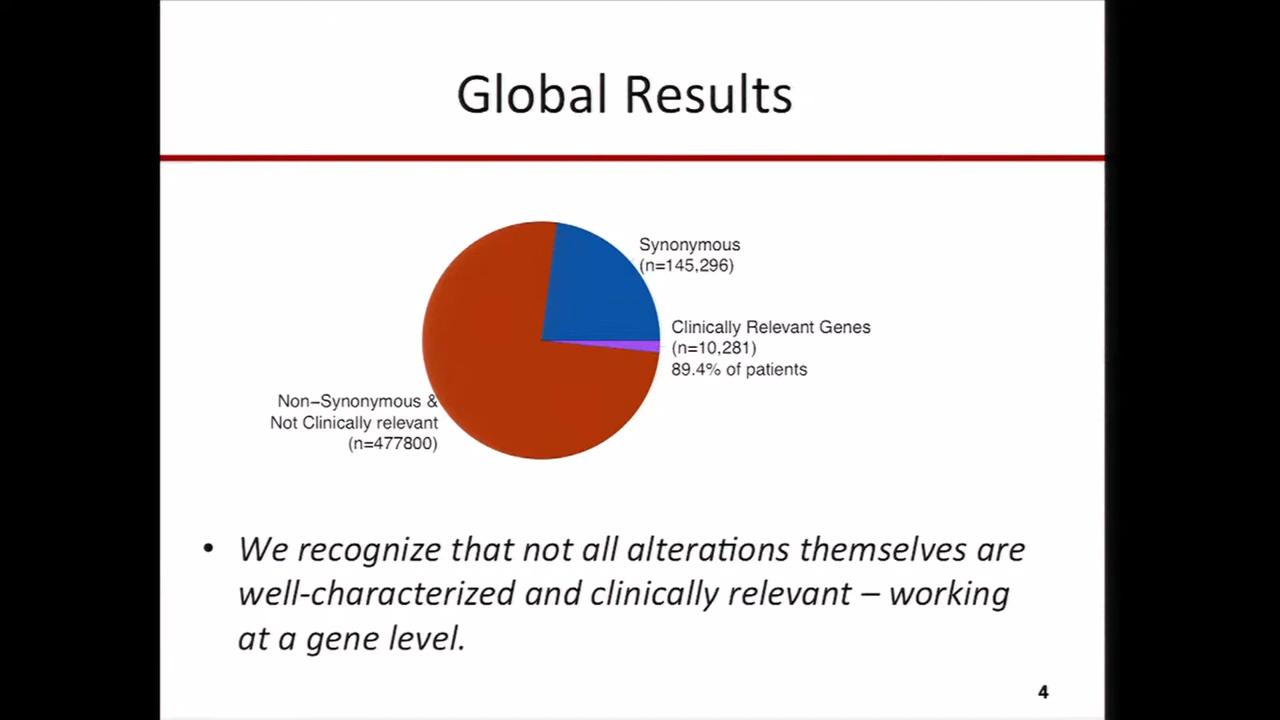 Global Results
Synonymous
(n=145,296)
Clinically Relevant Genes
(n=10,281)
89.4% of patients
Non−Synonymous &
Not Clinically relevant
(n=477800)
• We recognize that not all alterations themselves are
well-characterized and clinically relevant – working
at a gene level.
4